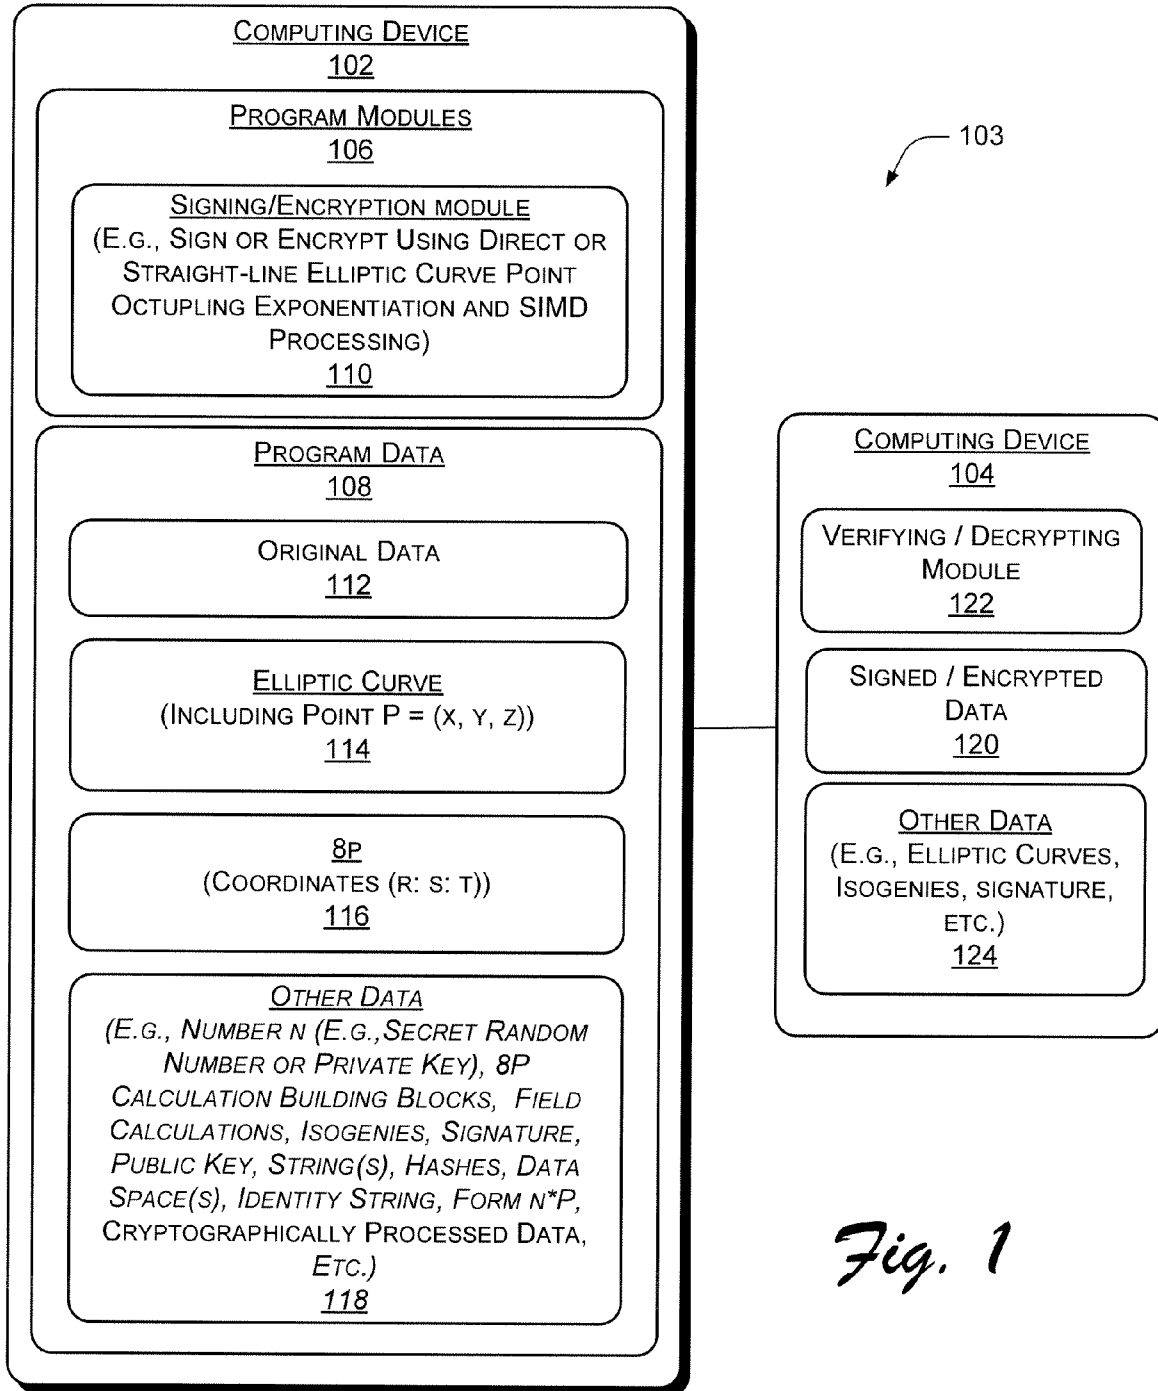 COMPUTING DEVICE
102
PROGRAM MODULES
106
SIGNING/ENCRYPTION MODULE
(E.G., SIGN OR ENCRYPT USING DIRECT OR
STRAIGHT-LINE ELLIPTIC CURVE POINT
OCTUPLING EXPONENTIATION AND SIMD
PROCESSING)
110
PROGRAM DATA
108
ORIGINAL DATA
112
ELLIPTIC CURVE
(INCLUDING POINT P = (X, Y, Z))
114
8P
(COORDINATES (R: S: T))
116
OTHER DATA
(E.G., NUMBER N (E.G.,SECRET RANDOM
NUMBER OR PRIVATE KEY), 8P
CALCULATION BUILDING BLOCKS, FIELD
CALCULATIONS, ISOGENIES, SIGNATURE,
PUBLIC KEY, STRING(S), HASHES, DATA
SPACE(S), IDENTITY STRING, FORM N*P,
CRYPTOGRAPHICALLY PROCESSED DATA,
ETC.)
118
103
COMPUTING DEVICE
104
VERIFYING / DECRYPTING
MODULE
122
SIGNED / ENCRYPTED
DATA
120
OTHER DATA
(E.G., ELLIPTIC CURVES,
ISOGENIES, SIGNATURE,
ETC.)
124
Fig. 1